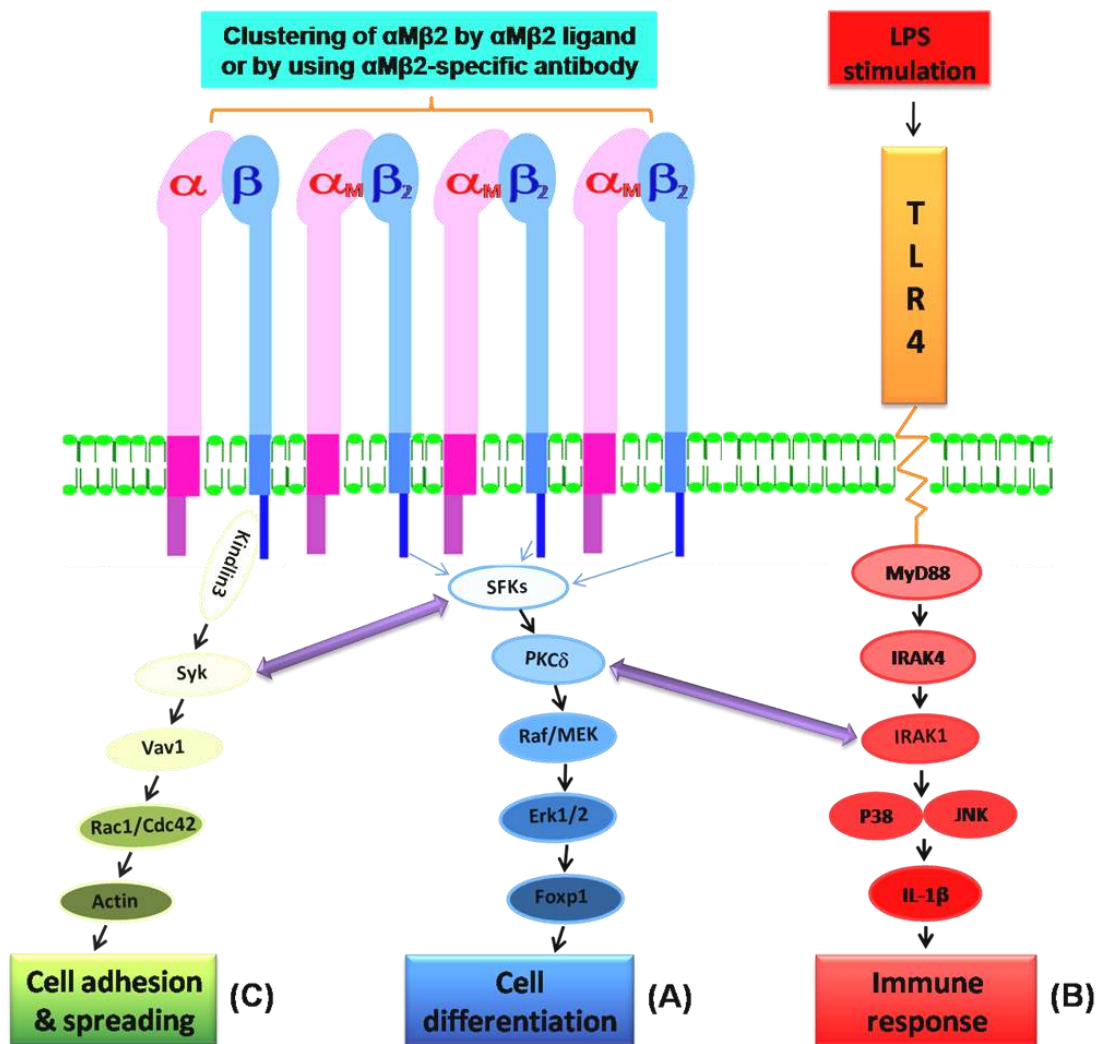 Clustering of αMβ2 by αMβ2 ligand
or by using αMβ2-specific antibody
LPS
stimulation
α
β
αM
β2
αM
β2
αM
β2
T
L
R
4
Kindlin3
SFKs
MyD88
Syk
PKCδ
IRAK4
Vav1
Raf/MEK
IRAK1
Rac1/Cdc42
Erk1/2
P38
JNK
Actin
Foxp1
IL-1β
Cell adhesion
& spreading
(C)
Cell
differentiation
(A)
Immune
response
(B)